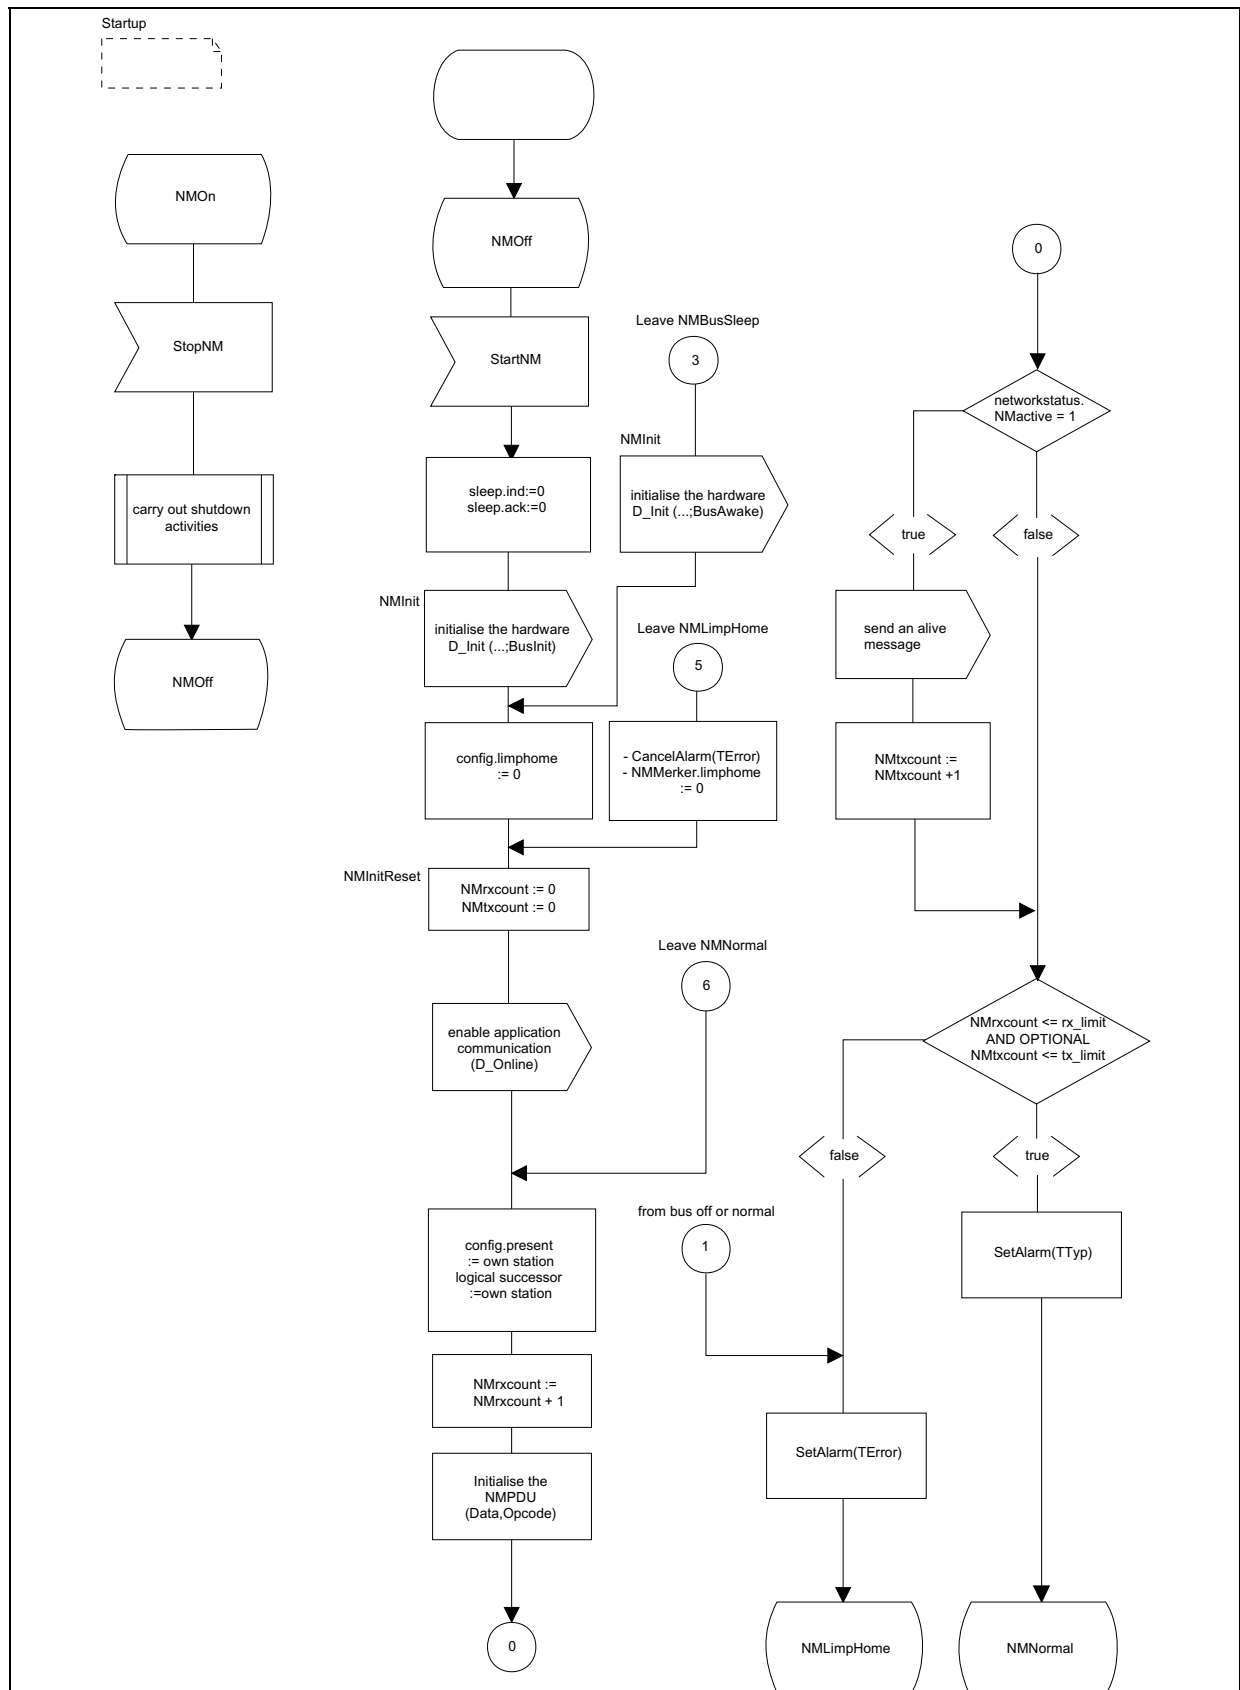 Startup
NMOn
StopNM
carry out shutdown
activities
NMOff
NMOff
StartNM
sleep.ind:=0
sleep.ack:=0
NMInit
initialise the hardware
D_Init (...;BusInit)
config.limphome
:= 0
NMInitReset
NMrxcount := 0
NMtxcount := 0
enable application
communication
(D_Online)
config.present
:= own station
logical successor
:=own station
NMrxcount :=
NMrxcount + 1
Initialise the
NMPDU
(Data,Opcode)
0
Leave NMBusSleep
3
NMInit
initialise the hardware
D_Init (...;BusAwake)
Leave NMLimpHome
5
- CancelAlarm(TError)
- NMMerker.limphome
:= 0
Leave NMNormal
6
from bus off or normal
1
0
networkstatus.
NMactive = 1
true
false
send an alive
message
NMtxcount :=
NMtxcount +1
NMrxcount <= rx_limit
AND OPTIONAL
NMtxcount <= tx_limit
false
true
SetAlarm(TTyp)
SetAlarm(TError)
NMLimpHome
NMNormal